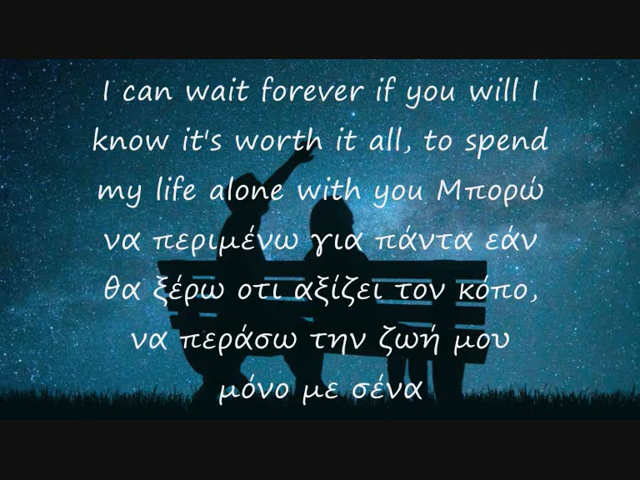 I can wait forever if you will I
know it's worth it all, to spend
my life alone with you Μπορώ
να περιμένω για πάντα εάν
θα ξέρω οτι αξίζει τον κόπο,
να περάσω την ζωή μου
μόνο με σένα